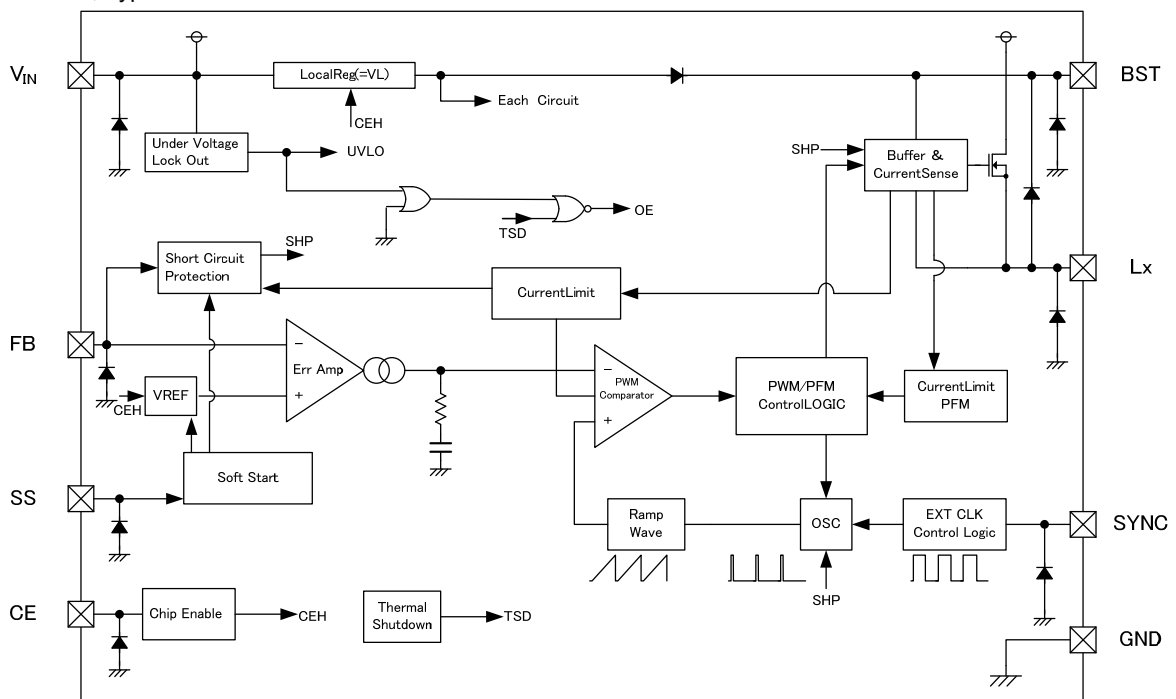 VIN
LocalReg(=VL)
BST
Each Circuit
CEH
Under Voltage
Lock Out
UVLO
SHP
Buffer &
CurrentSense
OE
TSD
SHP
Short Circuit
Protection
Lx
CurrentLimit
FB
−
Err Amp
+
CEH
VREF
−
PWM
Comparator
+
PWM/PFM
ControlLOGIC
CurrentLimit
PFM
Soft Start
SS
Ramp
Wave
OSC
EXT CLK
Control Logic
SYNC
SHP
CE
Chip Enable
CEH
Thermal
Shutdown
TSD
GND